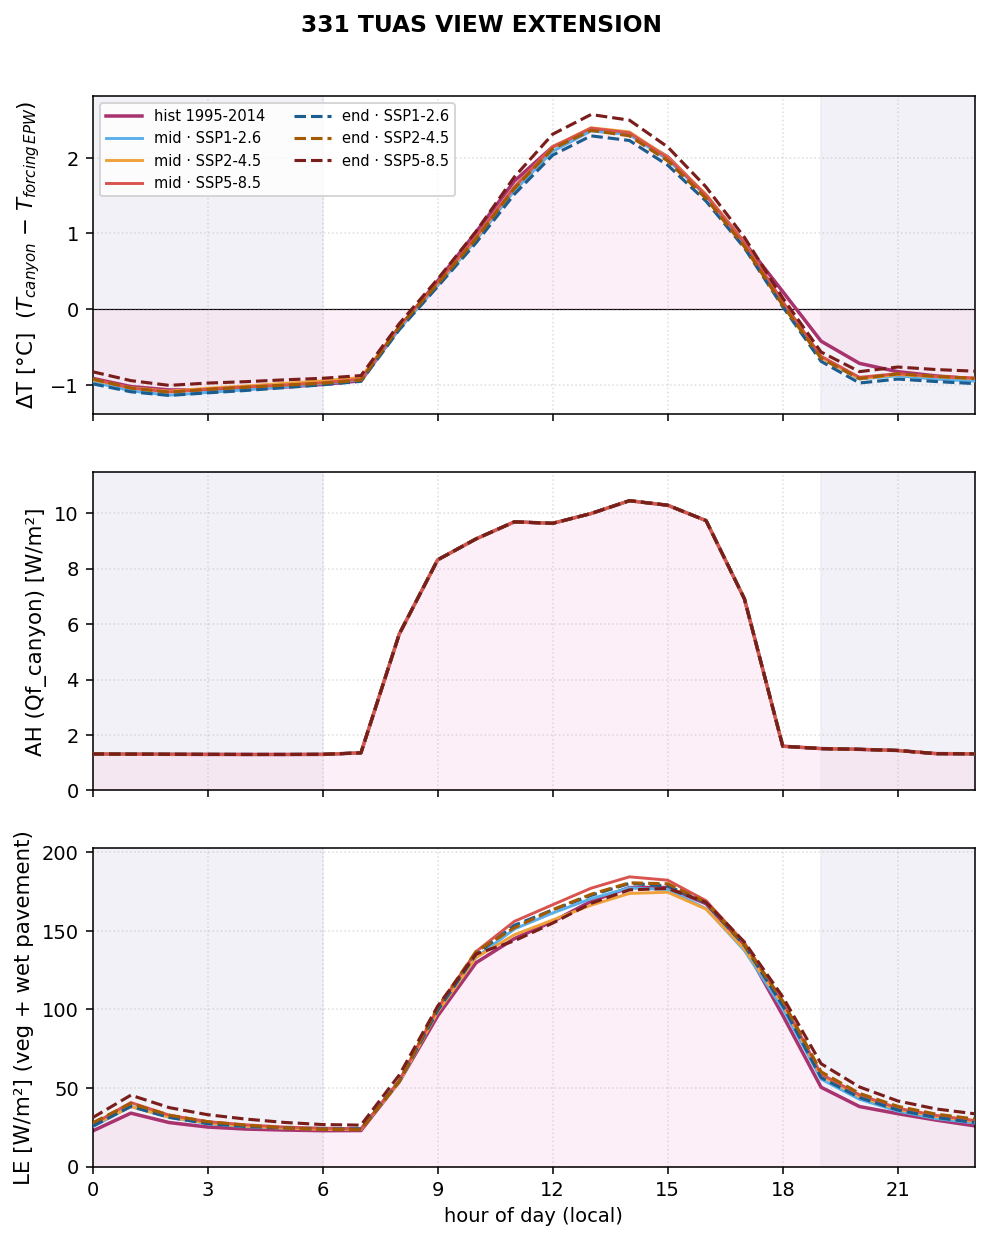 331 TUAS VIEW EXTENSION
hist 1995-2014
mid · SSP1-2.6
mid · SSP2-4.5
mid · SSP5-8.5
end · SSP1-2.6
end · SSP2-4.5
end · SSP5-8.5
ΔT [°C] (T_canyon − T_forcing EPW)
2
1
0
−1
AH (Qf_canyon) [W/m²]
10
8
6
4
2
0
LE [W/m²] (veg + wet pavement)
200
150
100
50
0
0 3 6 9 12 15 18 21
hour of day (local)